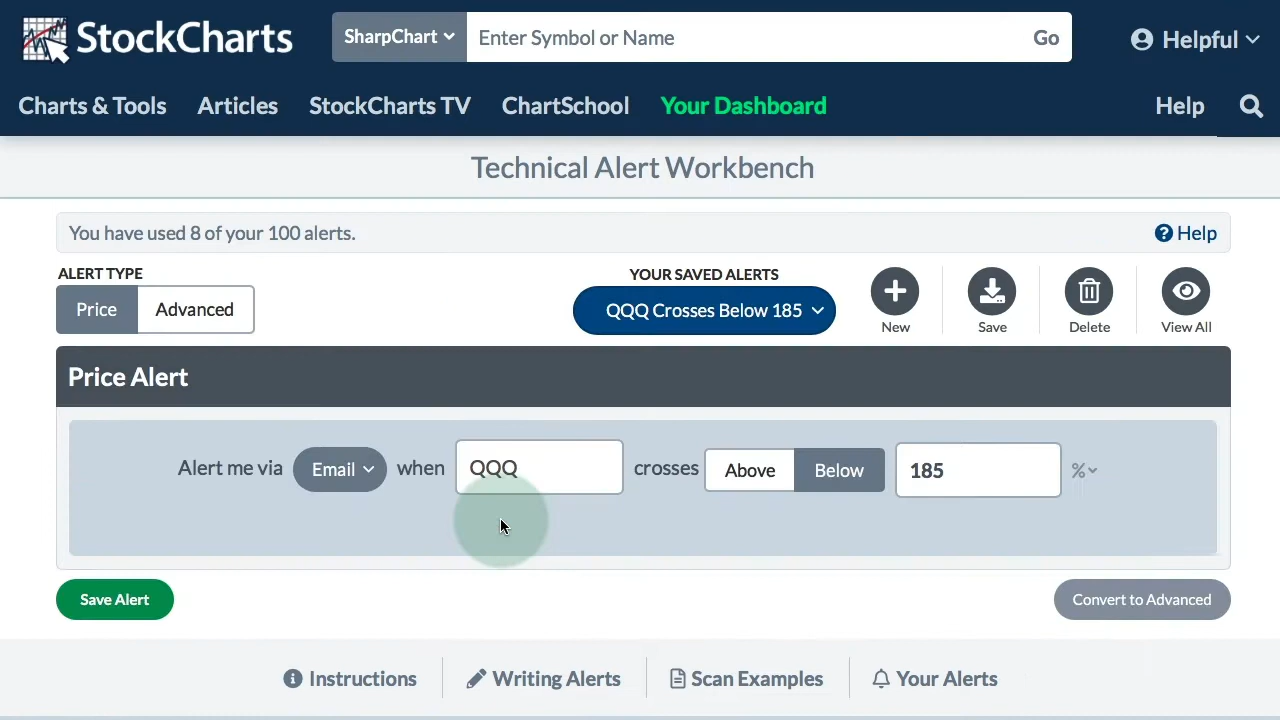 StockCharts
SharpChart
Enter Symbol or Name
Go
Helpful
Charts & Tools
Articles
StockCharts TV
ChartSchool
Your Dashboard
Help
Technical Alert Workbench
You have used 8 of your 100 alerts.
Help
ALERT TYPE
Price
Advanced
YOUR SAVED ALERTS
QQQ Crosses Below 185
New
Save
Delete
View All
Price Alert
Alert me via Email when QQQ crosses Above Below 185 %
Save Alert
Convert to Advanced
Instructions
Writing Alerts
Scan Examples
Your Alerts